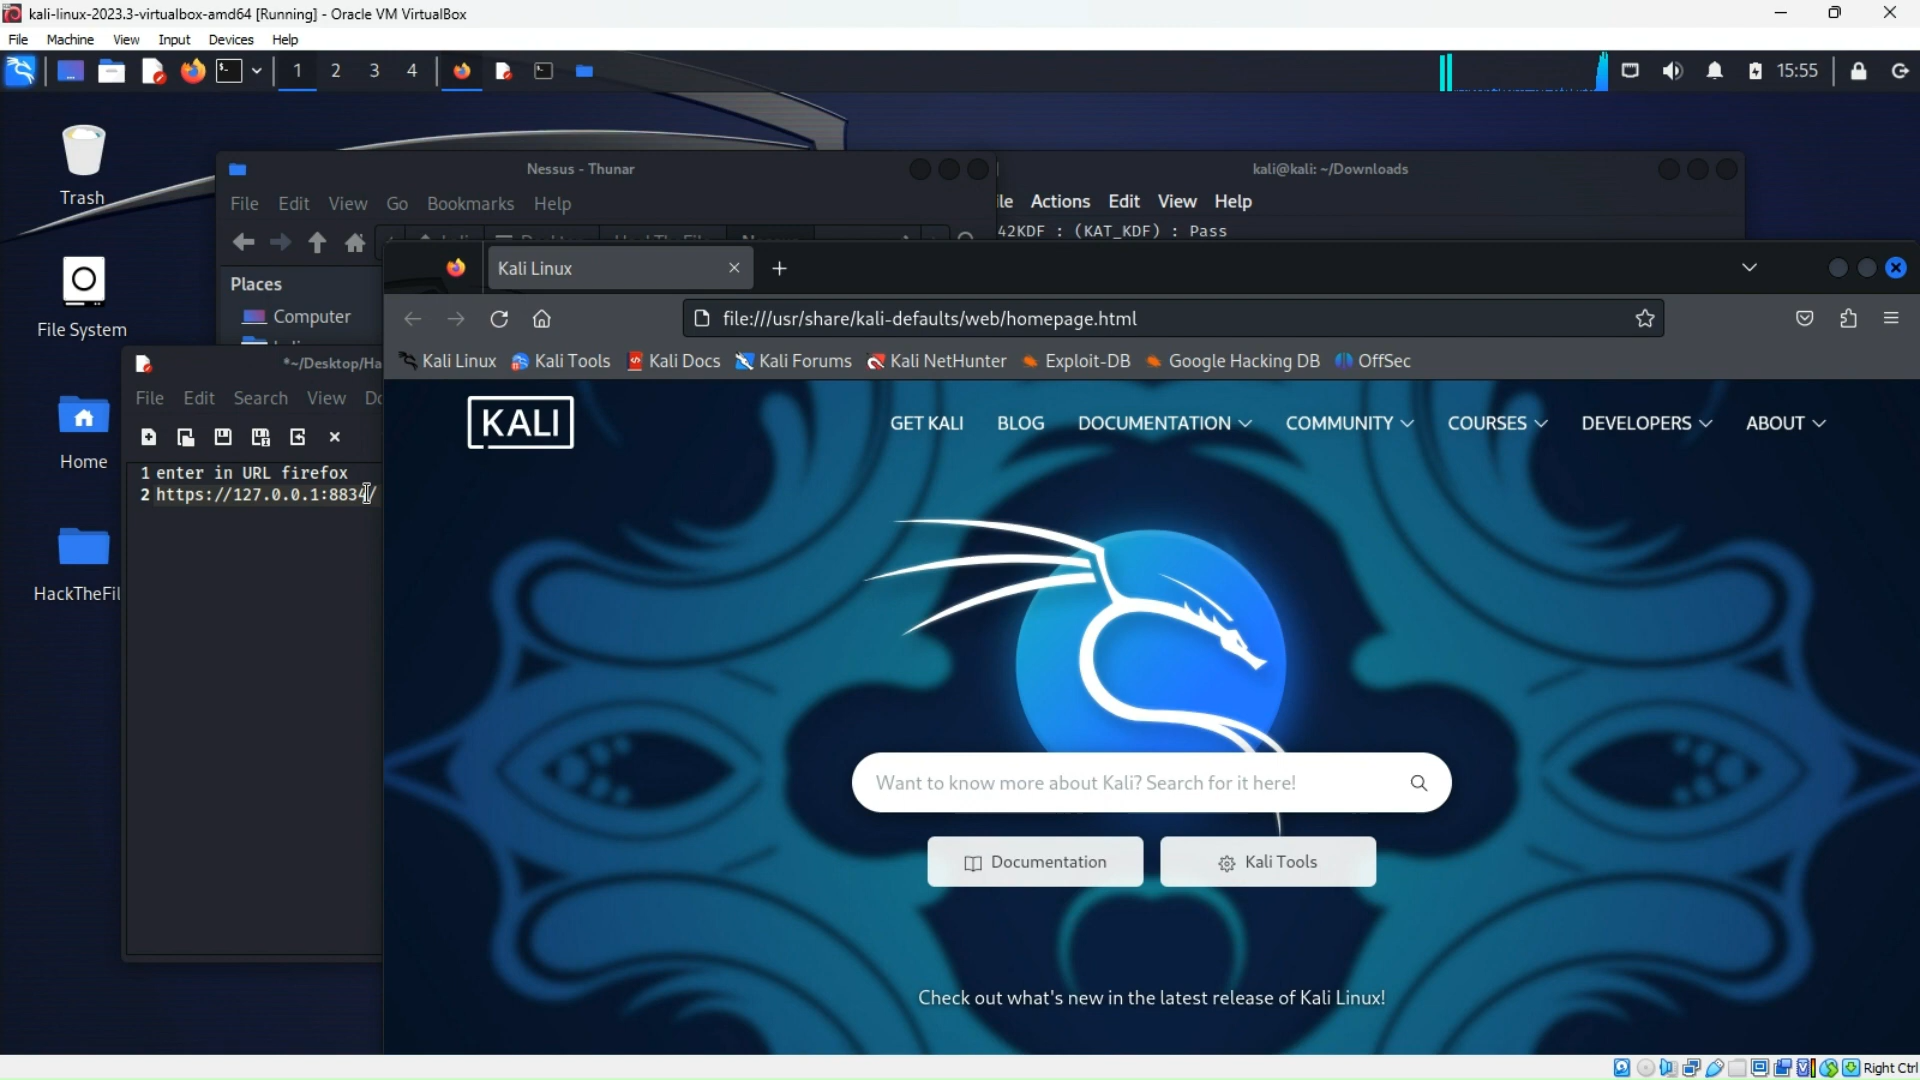 kali-linux-2023.3-virtualbox-amd64 [Running] - Oracle VM VirtualBox
File Machine View Input Devices Help
1 2 3 4 15:55
Trash
File System
Home
HackTheFil
Nessus - Thunar
File Edit View Go Bookmarks Help
Places
Computer
kali@kali: ~/Downloads
le Actions Edit View Help
42KDF : (KAT_KDF) : Pass
*~/Desktop/Ha
File Edit Search View Do
1 enter in URL firefox
2 https://127.0.0.1:8834/
Kali Linux
file:///usr/share/kali-defaults/web/homepage.html
Kali Linux Kali Tools Kali Docs Kali Forums Kali NetHunter Exploit-DB Google Hacking DB OffSec
KALI GET KALI BLOG DOCUMENTATION COMMUNITY COURSES DEVELOPERS ABOUT
Want to know more about Kali? Search for it here!
Documentation Kali Tools
Check out what's new in the latest release of Kali Linux!
Right Ctrl